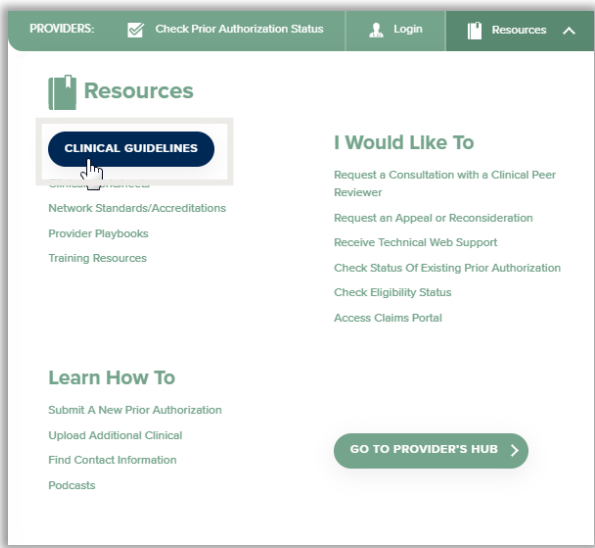 PROVIDERS:
Check Prior Authorization Status
Login
Resources
Resources
CLINICAL GUIDELINES
Clinical Worksheets
Network Standards/Accreditations
Provider Playbooks
Training Resources
I Would Like To
Request a Consultation with a Clinical Peer
Reviewer
Request an Appeal or Reconsideration
Receive Technical Web Support
Check Status Of Existing Prior Authorization
Check Eligibility Status
Access Claims Portal
Learn How To
Submit A New Prior Authorization
Upload Additional Clinical
Find Contact Information
Podcasts
GO TO PROVIDER'S HUB